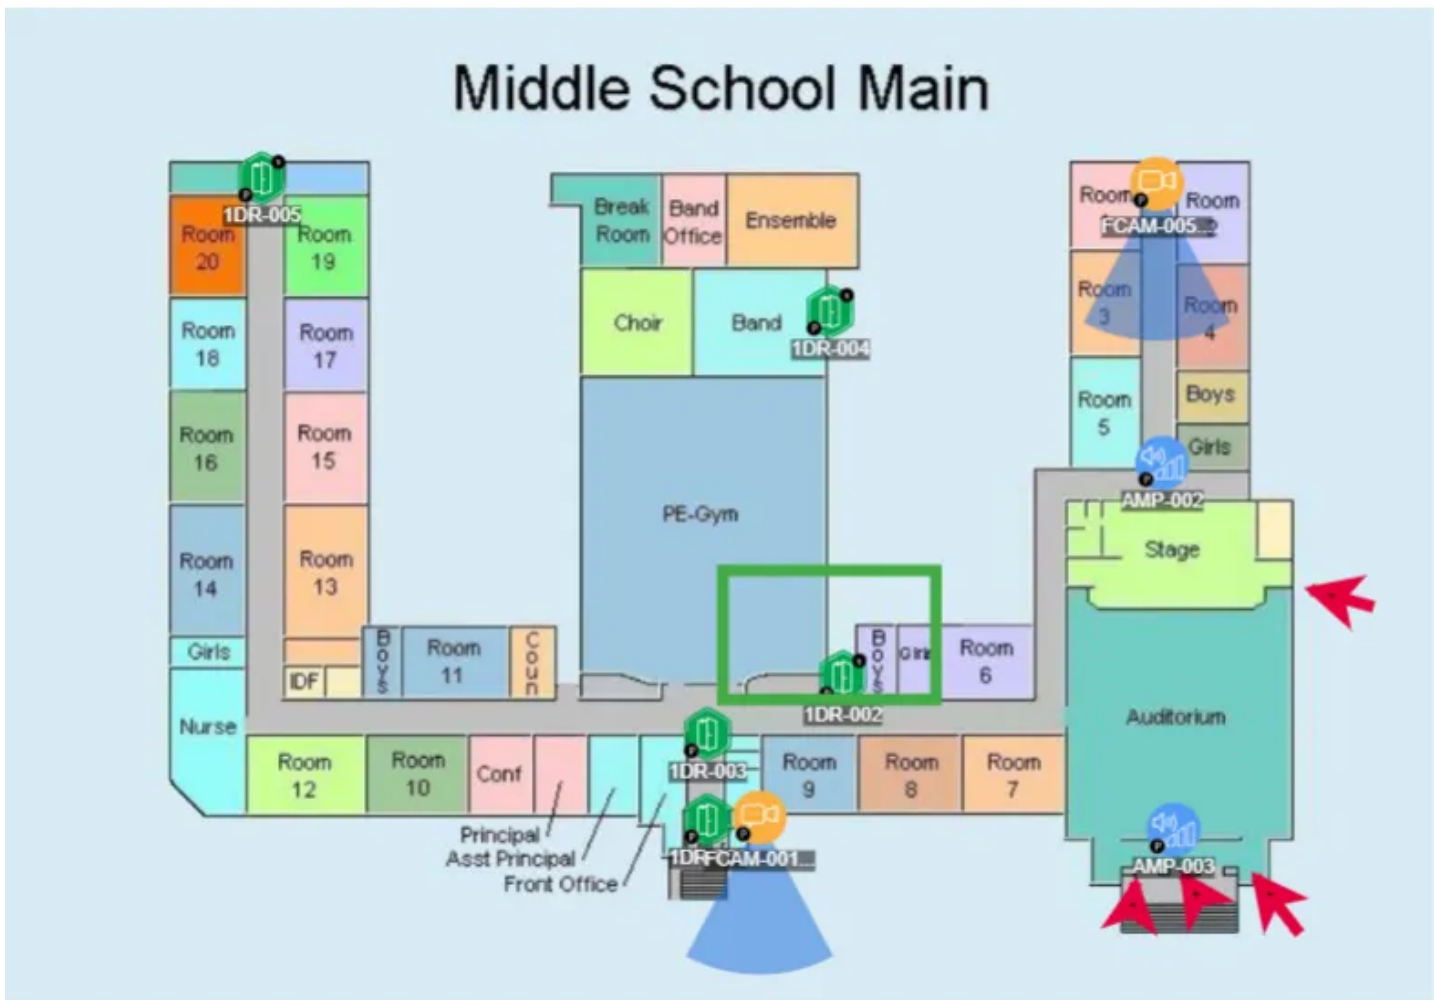 Middle School Main
1DR-005
Room
20
Room
19
Room
18
Room
17
Room
16
Room
15
Room
14
Room
13
Girls
IDF
Boys
Room
11
Coun
Nurse
Room
12
Room
10
Conf
Principal
Asst Principal
Front Office
Break
Room
Band
Office
Ensemble
Choir
Band
1DR-004
PE-Gym
1DR-002
Boys
Girls
Room
6
1DR-003
FCAM-001...
Room
9
Room
8
Room
7
Room
Room
FCAM-005...
Room
3
Room
4
Room
5
Boys
Girls
AMP-002
Stage
Auditorium
AMP-003